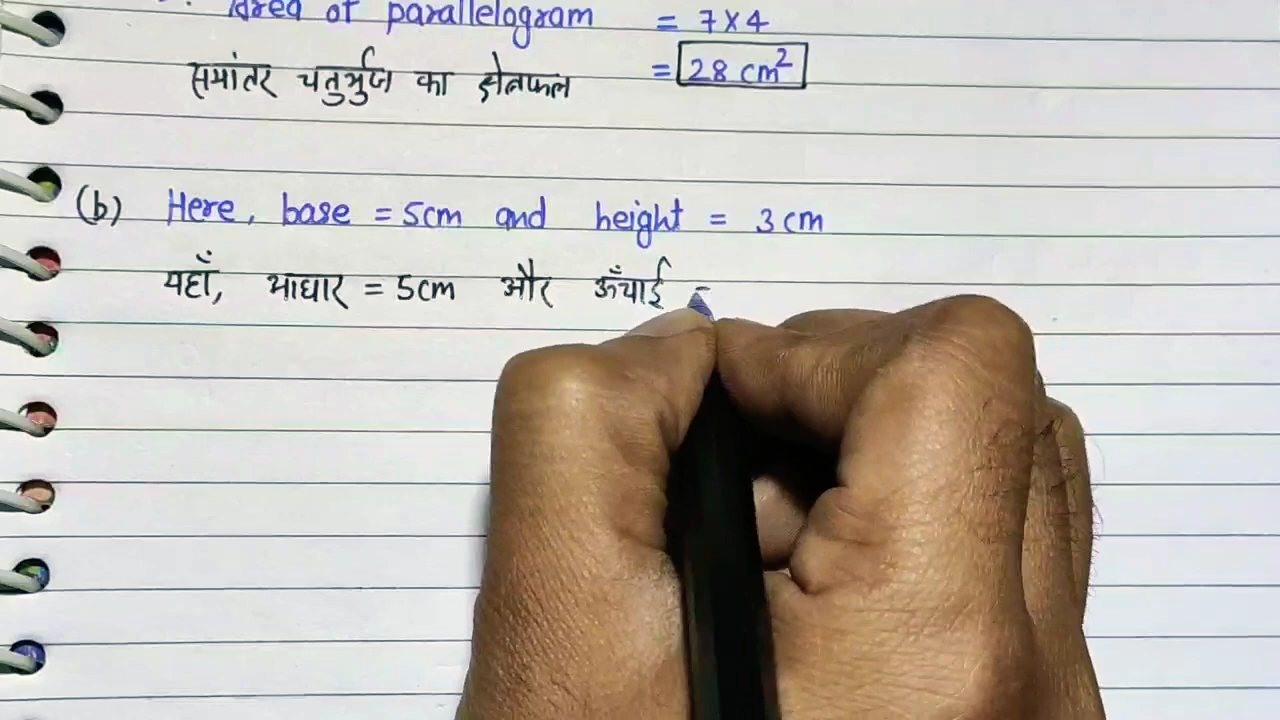 Area of parallelogram = 7×4
समांतर चतुर्भुज का क्षेत्रफल = 28 cm²
(b) Here, base = 5cm and height = 3 cm
यहाँ, आधार = 5cm और ऊँचाई =